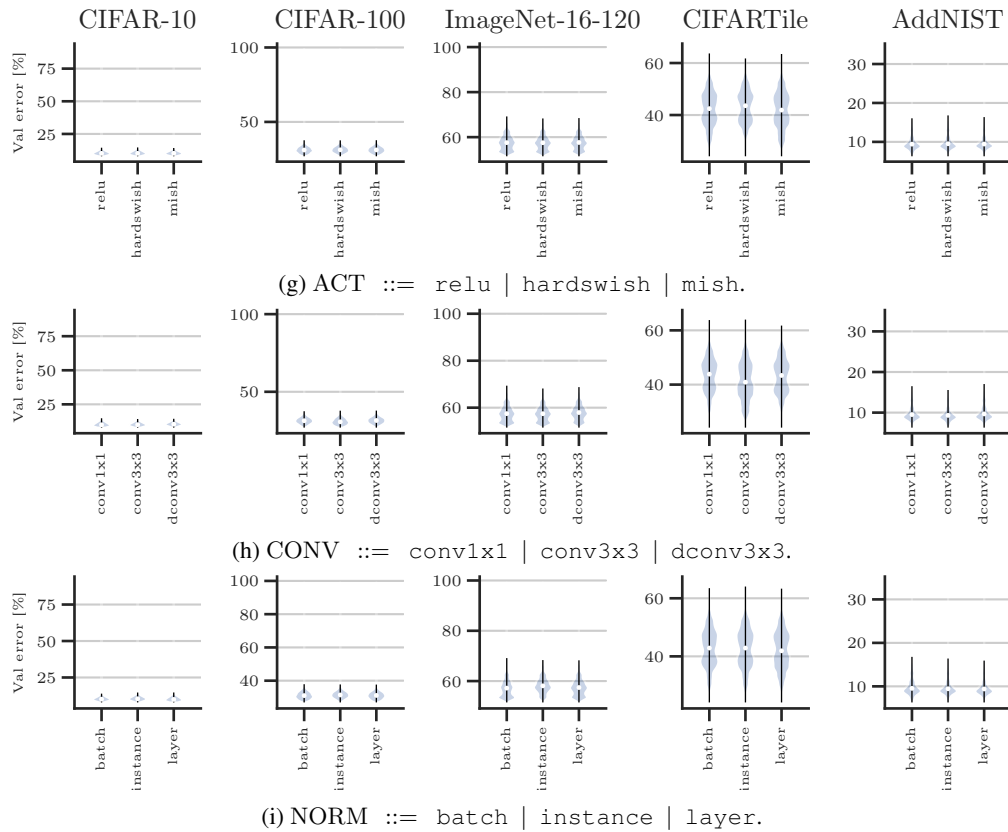 CIFAR-10 CIFAR-100 ImageNet-16-120 CIFARTile AddNIST
Val error [%]
75
50
25
100
50
100
80
60
60
40
30
20
10
relu hardswish mish
relu hardswish mish
relu hardswish mish
relu hardswish mish
relu hardswish mish
(g) ACT ::= relu | hardswish | mish.
Val error [%]
75
50
25
100
50
100
80
60
60
40
30
20
10
conv1x1 conv3x3 dconv3x3
conv1x1 conv3x3 dconv3x3
conv1x1 conv3x3 dconv3x3
conv1x1 conv3x3 dconv3x3
conv1x1 conv3x3 dconv3x3
(h) CONV ::= conv1x1 | conv3x3 | dconv3x3.
Val error [%]
75
50
25
100
80
60
40
100
80
60
60
40
30
20
10
batch instance layer
batch instance layer
batch instance layer
batch instance layer
batch instance layer
(i) NORM ::= batch | instance | layer.